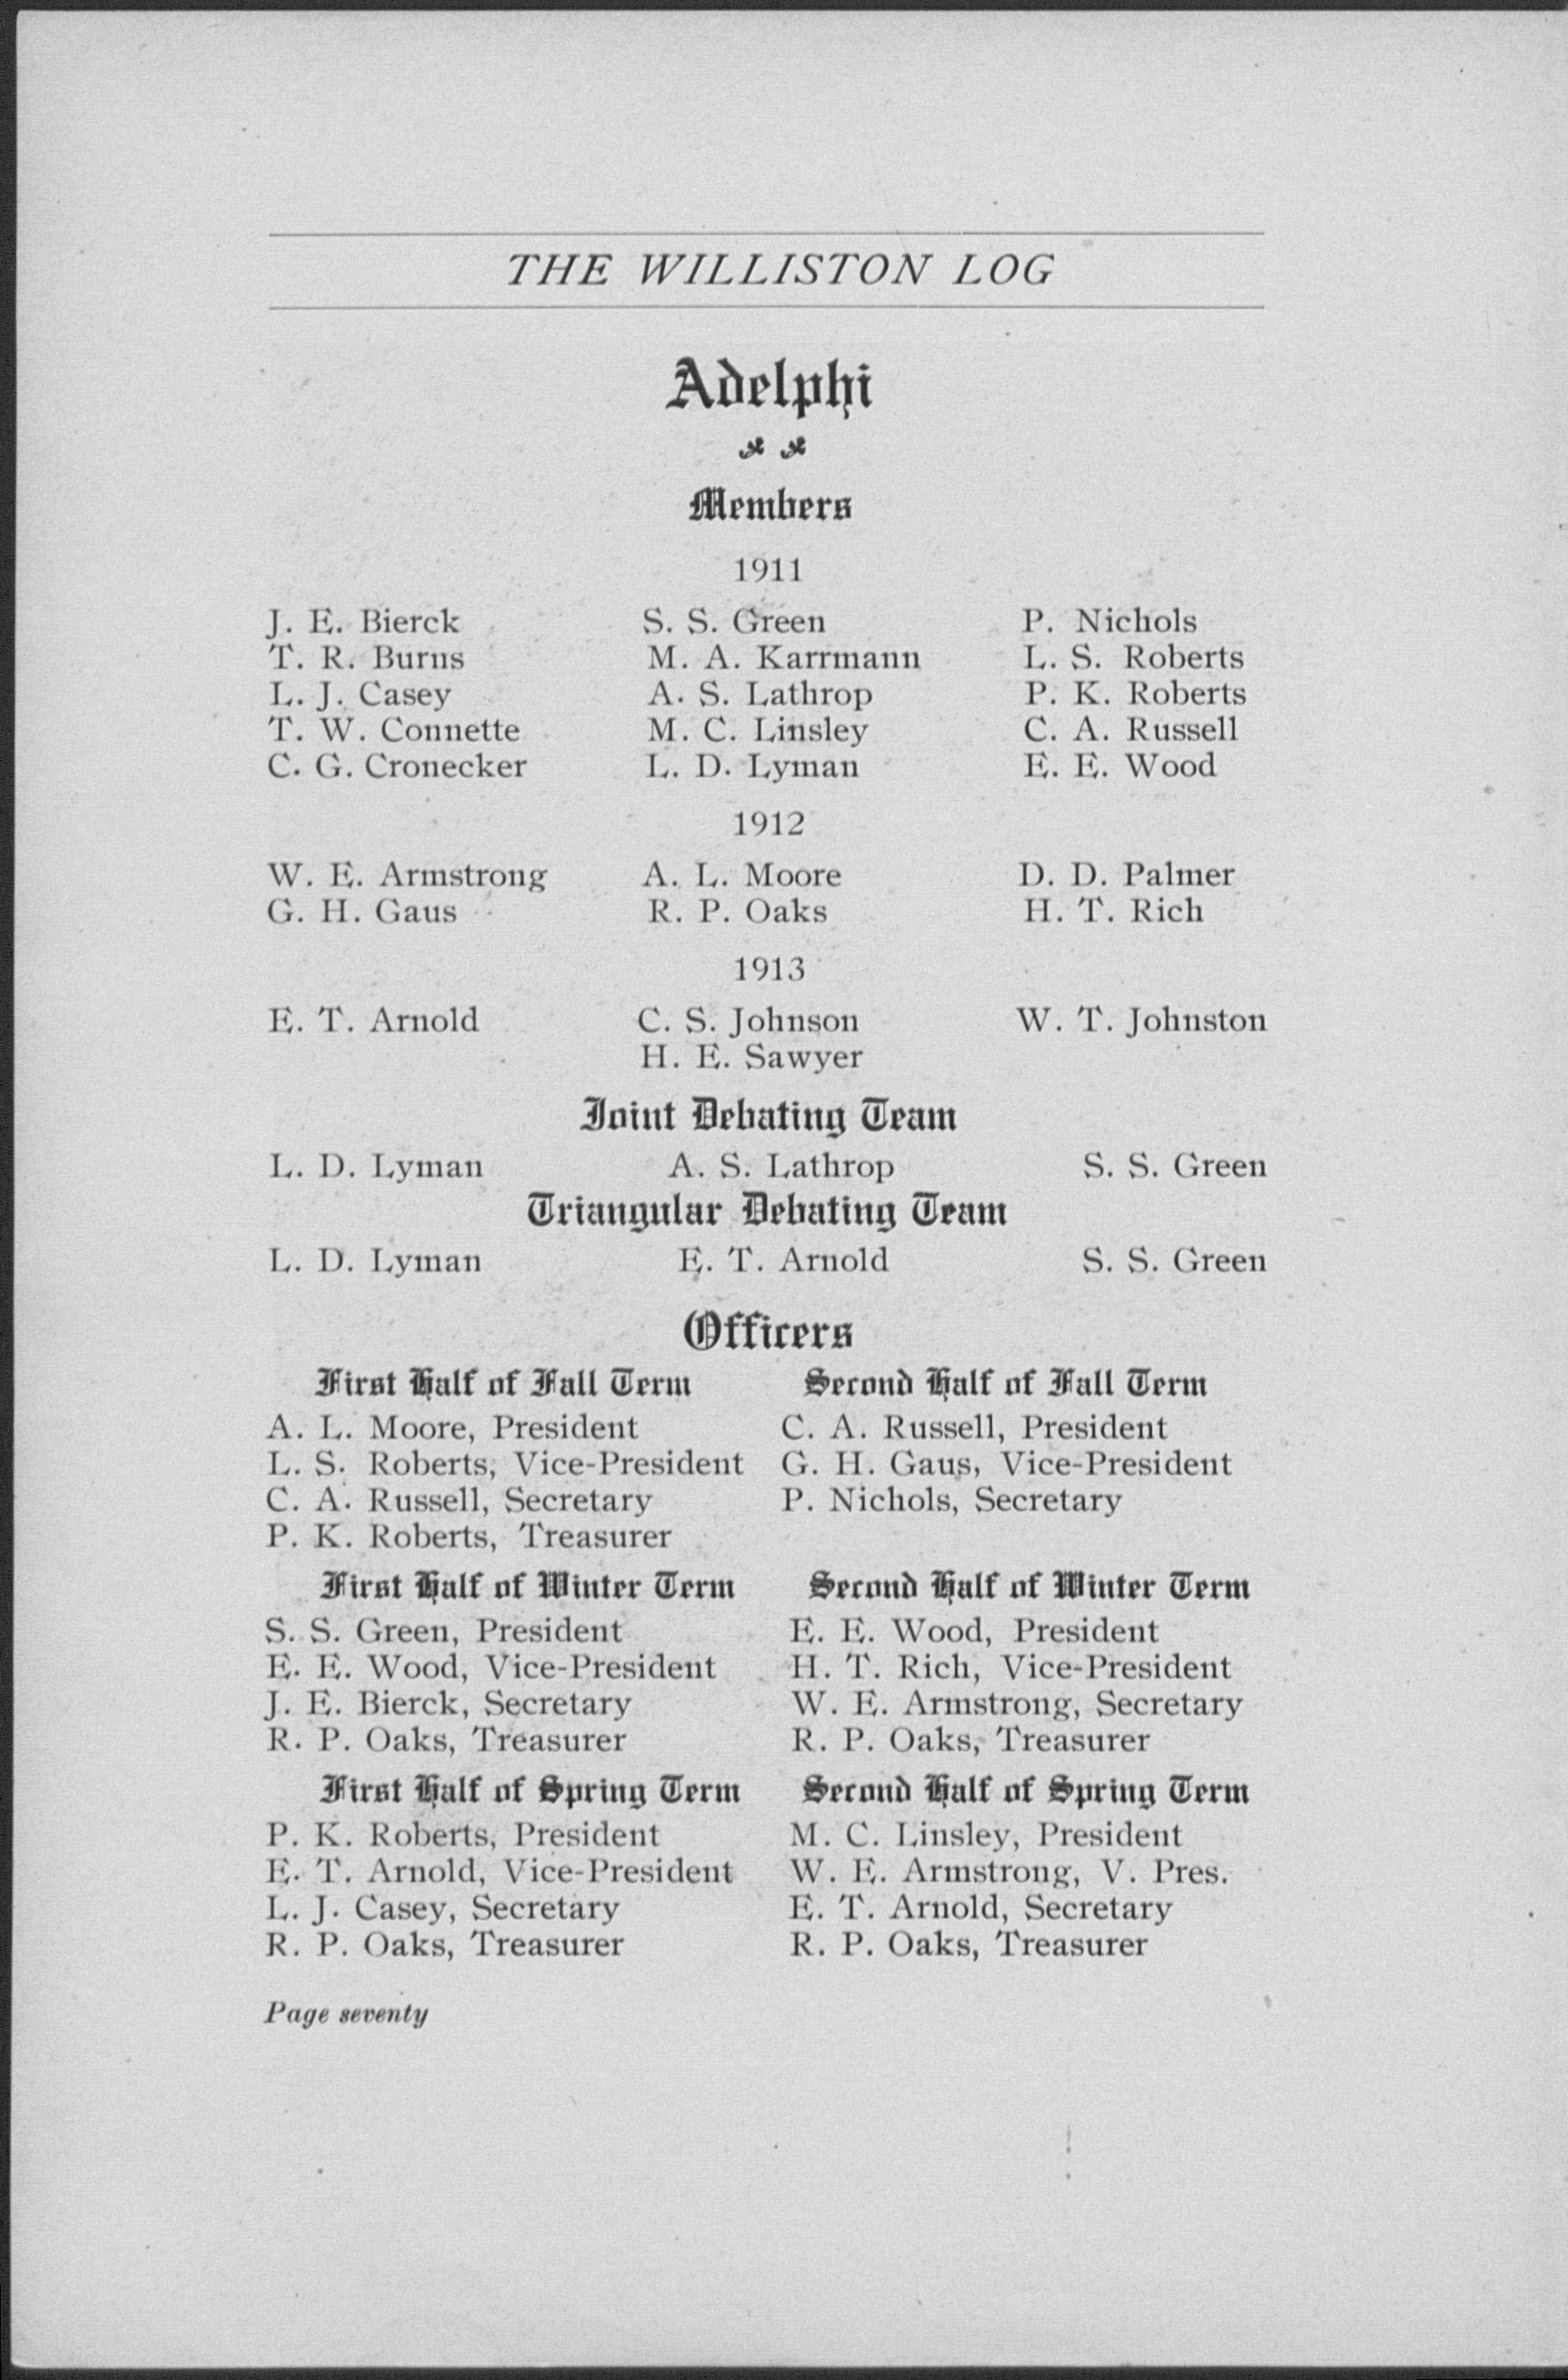 THE WILLISTON LOG
Adelphi
Members
1911
J. E. Bierck S. S. Green P. Nichols
T. R. Burns M. A. Karrmann L. S. Roberts
L. J. Casey A. S. Lathrop P. K. Roberts
T. W. Connette M. C. Linsley C. A. Russell
C. G. Cronecker L. D. Lyman E. E. Wood
1912
W. E. Armstrong A. L. Moore D. D. Palmer
G. H. Gaus R. P. Oaks H. T. Rich
1913
E. T. Arnold C. S. Johnson W. T. Johnston
H. E. Sawyer
Joint Debating Team
L. D. Lyman A. S. Lathrop S. S. Green
Triangular Debating Team
L. D. Lyman E. T. Arnold S. S. Green
Officers
First Half of Fall Term
A. L. Moore, President
L. S. Roberts, Vice-President
C. A. Russell, Secretary
P. K. Roberts, Treasurer
Second Half of Fall Term
C. A. Russell, President
G. H. Gaus, Vice-President
P. Nichols, Secretary
First Half of Winter Term
S. S. Green, President
E. E. Wood, Vice-President
J. E. Bierck, Secretary
R. P. Oaks, Treasurer
Second Half of Winter Term
E. E. Wood, President
H. T. Rich, Vice-President
W. E. Armstrong, Secretary
R. P. Oaks, Treasurer
First Half of Spring Term
P. K. Roberts, President
E. T. Arnold, Vice-President
L. J. Casey, Secretary
R. P. Oaks, Treasurer
Second Half of Spring Term
M. C. Linsley, President
W. E. Armstrong, V. Pres.
E. T. Arnold, Secretary
R. P. Oaks, Treasurer
Page seventy